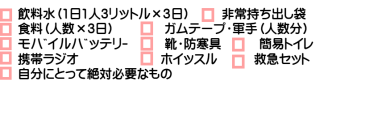 飲料水（1日1人3リットル×3日） 非常持ち出し袋
食料（人数×3日） ガムテープ・軍手（人数分）
モバイルバッテリー 靴・防寒具 簡易トイレ
携帯ラジオ ホイッスル 救急セット
自分にとって絶対必要なもの